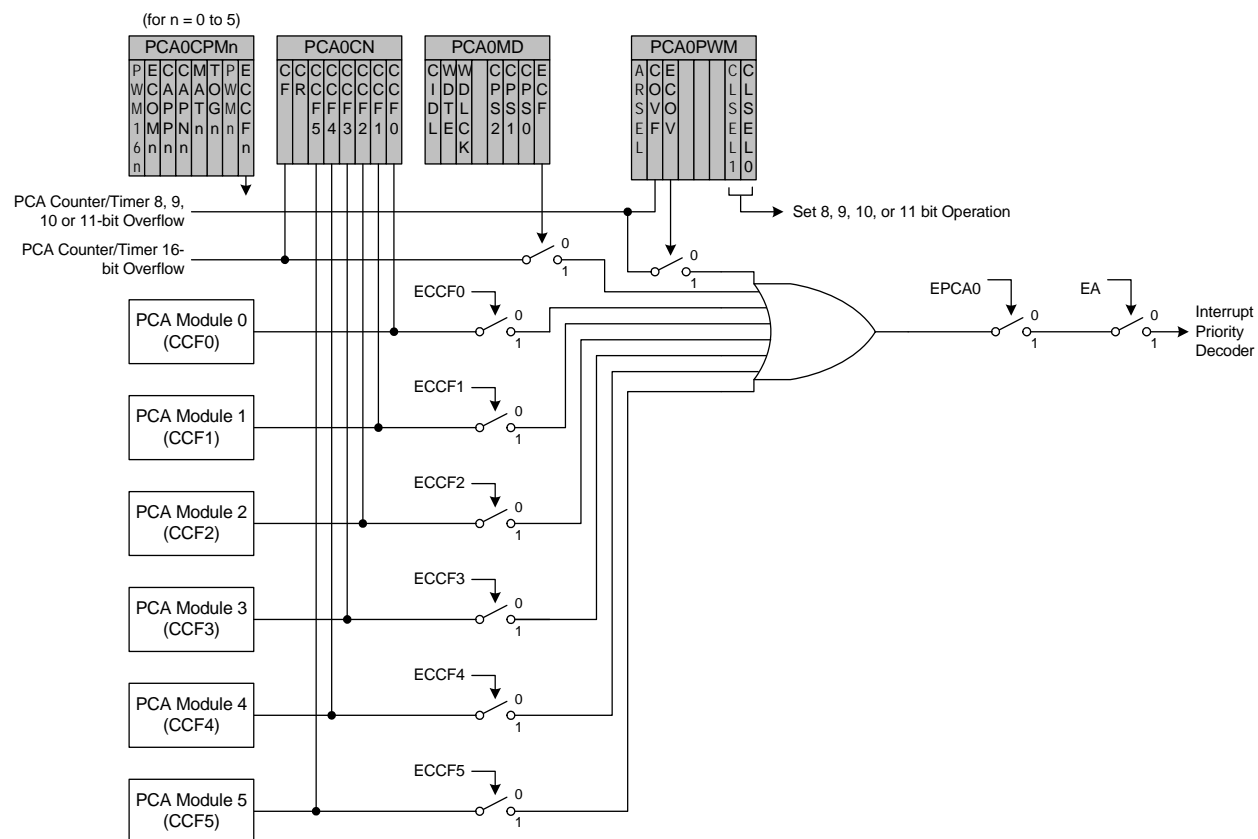 (for n = 0 to 5)
PCA0CPMn
PWM16n
ECOMn
CAPPn
CAPNn
MATn
TOGn
PWMn
ECCFn
PCA0CN
CF
CR
CCF5
CCF4
CCF3
CCF2
CCF1
CCF0
PCA0MD
CIDL
WDTE
WDLCK
CPS2
CPS1
CPS0
ECF
PCA0PWM
ARSEL
COVF
ECOV
CLSEL1
CLSEL0
PCA Counter/Timer 8, 9,
10 or 11-bit Overflow
Set 8, 9, 10, or 11 bit Operation
PCA Counter/Timer 16-
bit Overflow
0
1
0
1
PCA Module 0
(CCF0)
ECCF0
0
1
EPCA0
0
1
EA
0
1
Interrupt
Priority
Decoder
PCA Module 1
(CCF1)
ECCF1
0
1
PCA Module 2
(CCF2)
ECCF2
0
1
PCA Module 3
(CCF3)
ECCF3
0
1
PCA Module 4
(CCF4)
ECCF4
0
1
PCA Module 5
(CCF5)
ECCF5
0
1